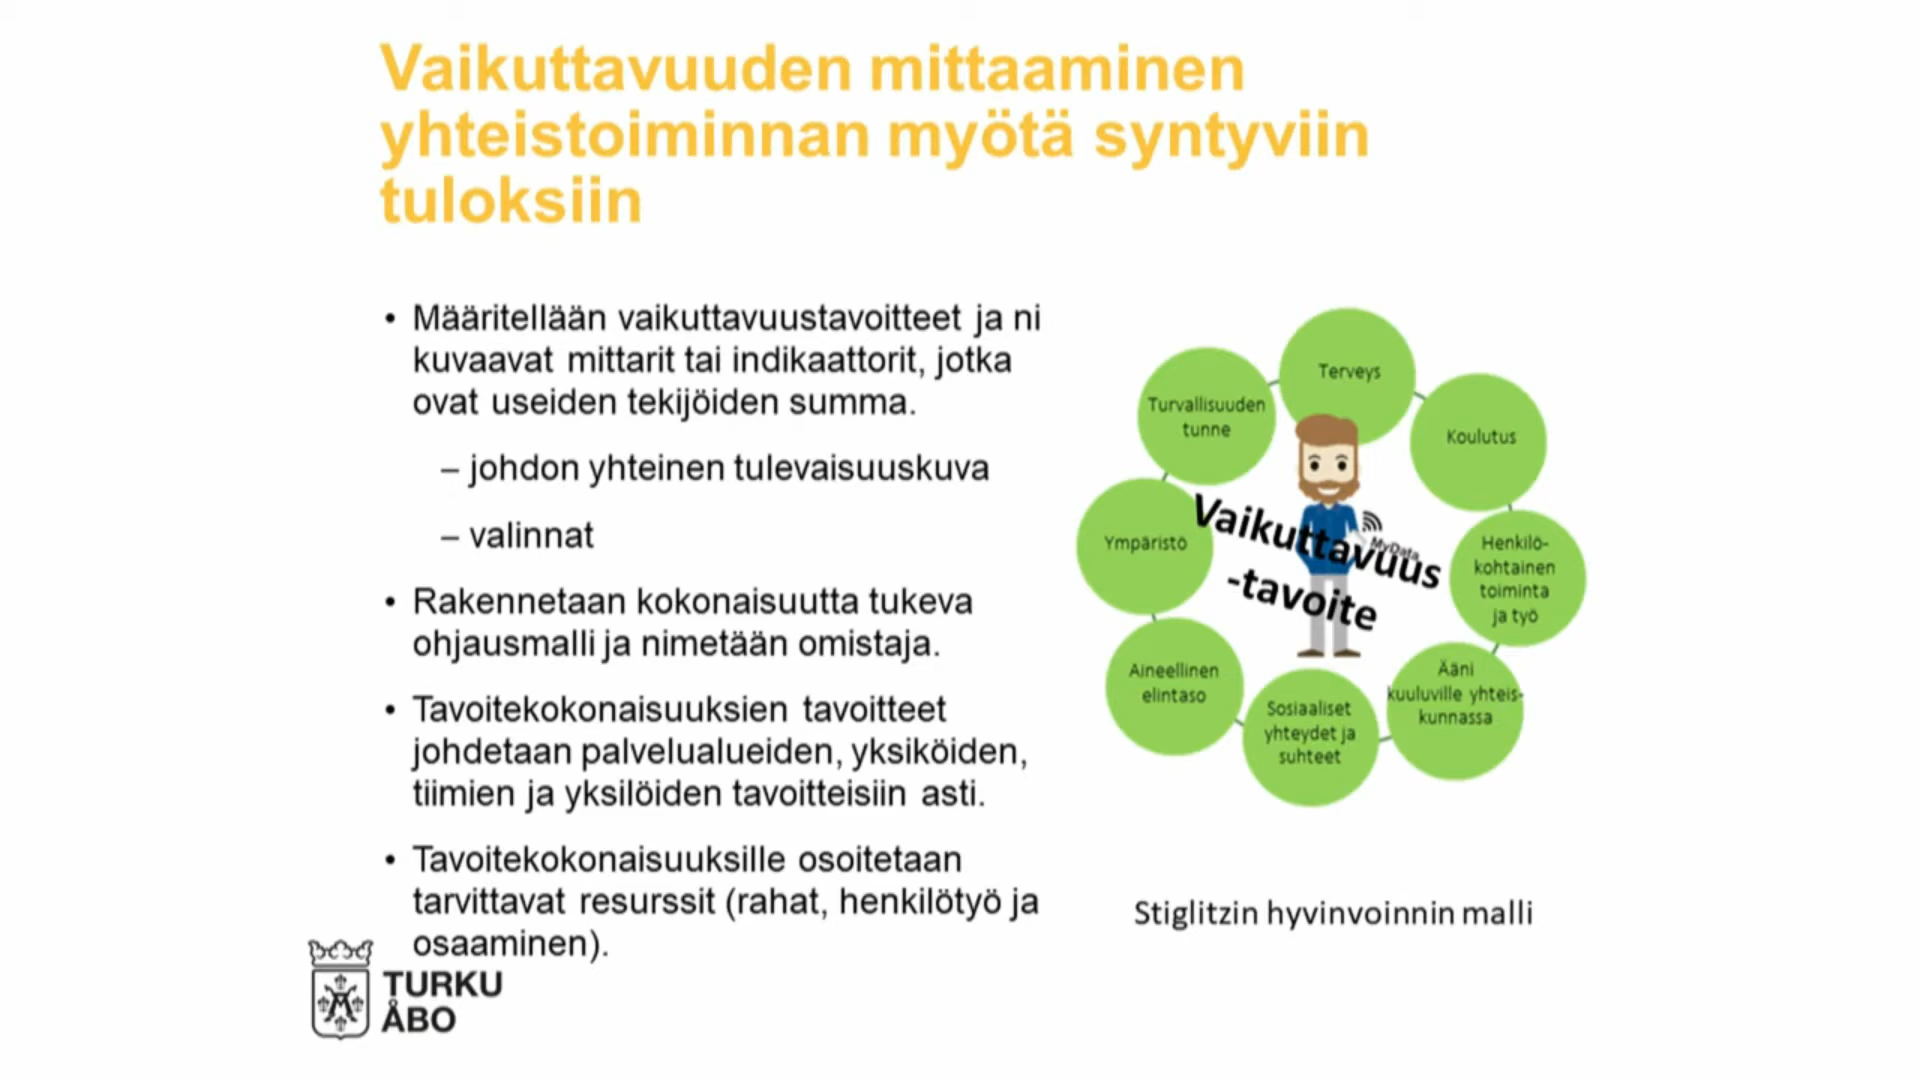 Vaikuttavuuden mittaaminen
yhteistoiminnan myötä syntyviin
tuloksiin
• Määritellään vaikuttavuustavoitteet ja ni
kuvaavat mittarit tai indikaattorit, jotka
ovat useiden tekijöiden summa.
– johdon yhteinen tulevaisuuskuva
– valinnat
• Rakennetaan kokonaisuutta tukeva
ohjausmalli ja nimetään omistaja.
• Tavoitekokonaisuuksien tavoitteet
johdetaan palvelualueiden, yksiköiden,
tiimien ja yksilöiden tavoitteisiin asti.
• Tavoitekokonaisuuksille osoitetaan
tarvittavat resurssit (rahat, henkilötyö ja
osaaminen).
Terveys
Koulutus
Henkilö-
kohtainen
toiminta
ja työ
Ääni
kuuluville yhteis-
kunnassa
Sosiaaliset
yhteydet ja
suhteet
Aineellinen
elintaso
Ympäristö
Turvallisuuden
tunne
Vaikuttavuus
-tavoite
MyData
Stiglitzin hyvinvoinnin malli
TURKU
ÅBO